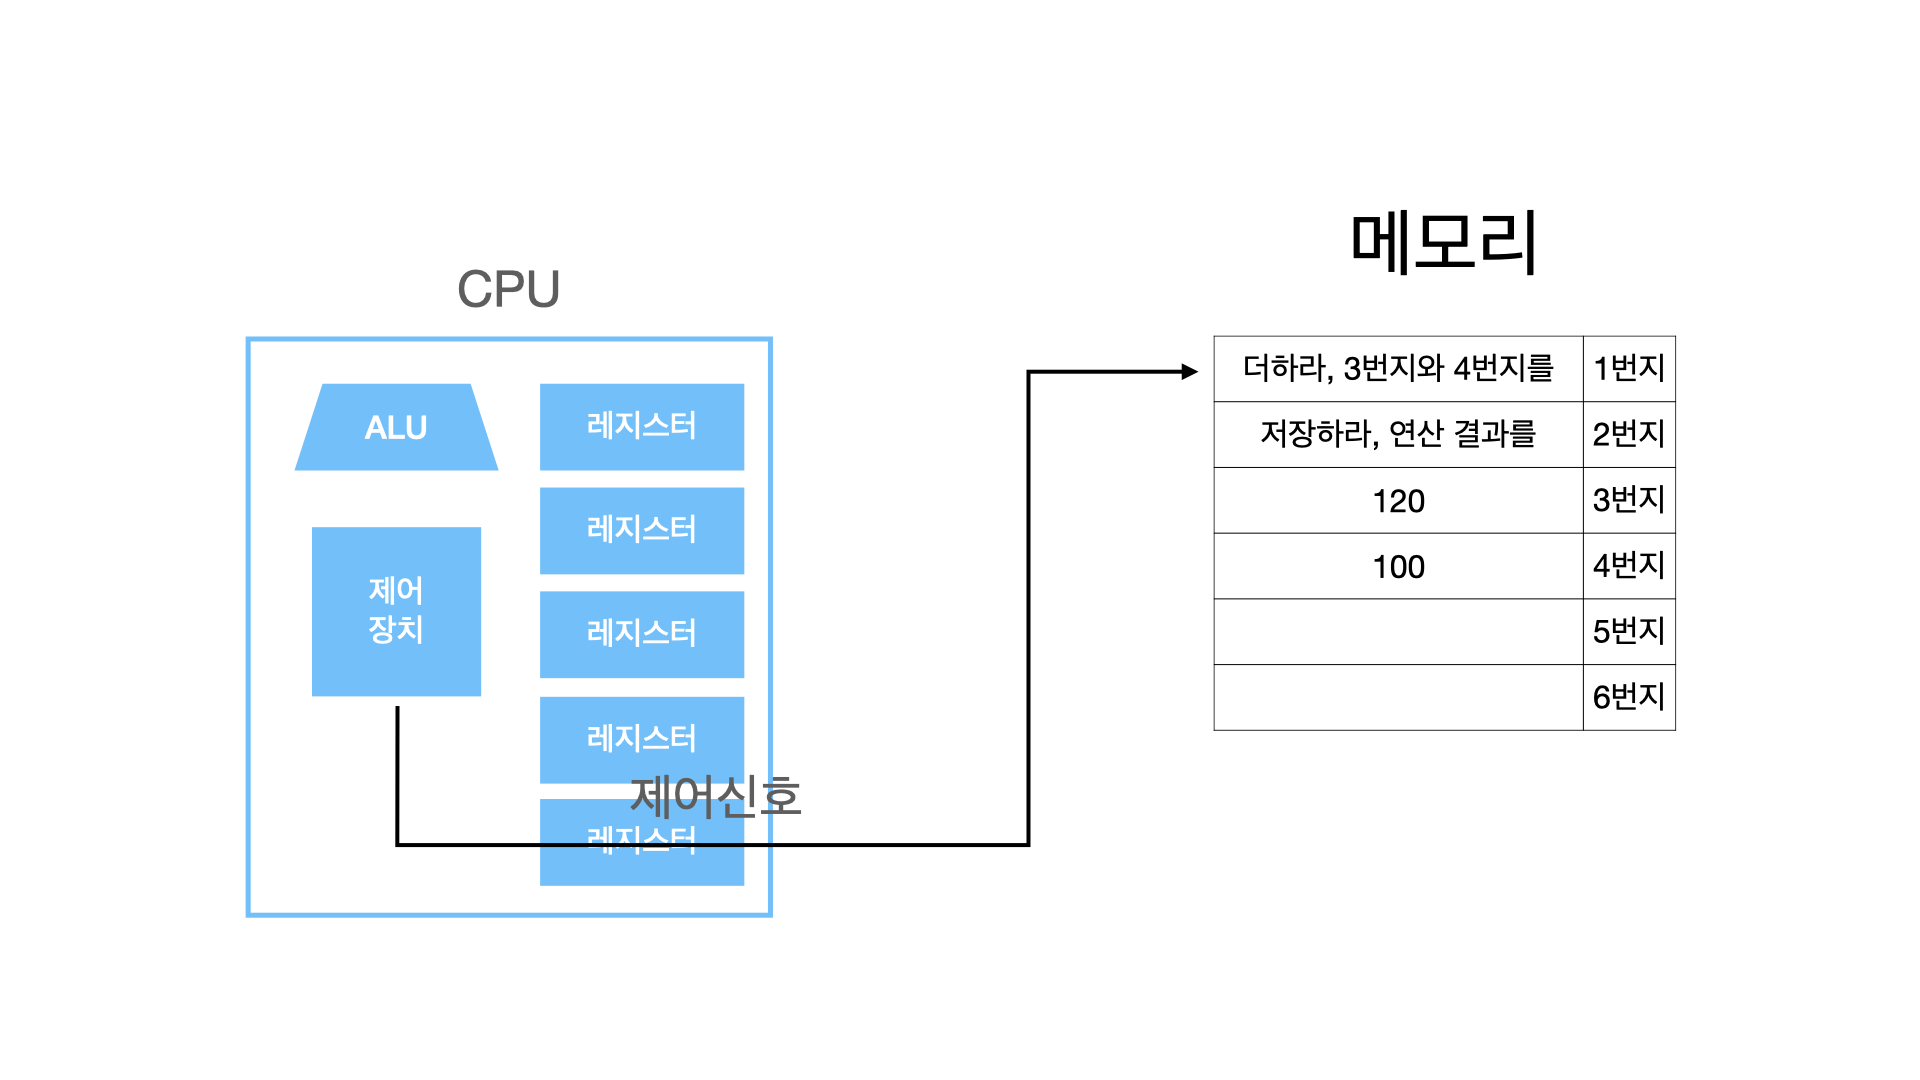 CPU
ALU
제어
장치
레지스터
레지스터
레지스터
레지스터
레지스터
제어신호
메모리
더하라, 3번지와 4번지를 1번지
저장하라, 연산 결과를 2번지
120 3번지
100 4번지
5번지
6번지